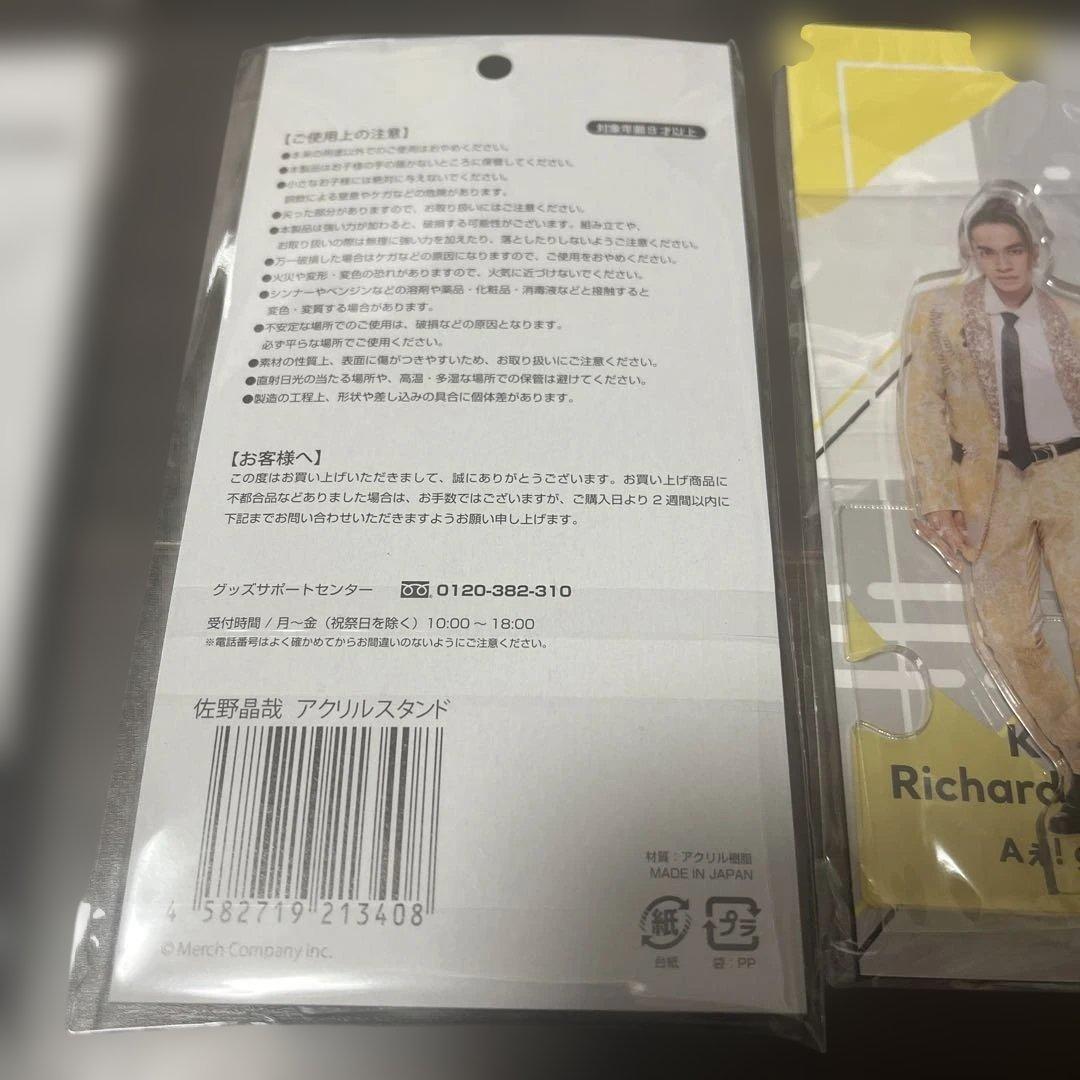 【ご使用上の注意】
対象年齢8才以上
●本来の用途以外でのご使用はおやめください。
●本製品はお子様の手の届かないところに保管してください。
●小さなお子様には絶対に与えないでください。
誤飲による窒息やケガなどの危険があります。
●尖った部分がありますので、お取り扱いにはご注意ください。
●本製品は強い力が加わると、破損する可能性がございます。組み立てや、
お取り扱いの際は無理に強い力を加えたり、落としたりしないようご注意ください。
●万一破損した場合はケガなどの原因になりますので、ご使用をおやめください。
●火災や変形・変色の恐れがありますので、火気に近づけないでください。
●シンナーやベンジンなどの溶剤や薬品・化粧品・消毒液などと接触すると
変色・変質する場合があります。
●不安定な場所でのご使用は、破損などの原因となります。
必ず平らな場所でご使用ください。
●素材の性質上、表面に傷がつきやすいため、お取り扱いにご注意ください。
●直射日光の当たる場所や、高温・多湿な場所での保管は避けてください。
●製造の工程上、形状や差し込みの具合に個体差があります。
【お客様へ】
この度はお買い上げいただきまして、誠にありがとうございます。お買い上げ商品に
不都合品などありました場合は、お手数ではございますが、ご購入日より2週間以内に
下記までお問い合わせいただきますようお願い申し上げます。
グッズサポートセンター 0120-382-310
受付時間 / 月〜金（祝祭日を除く）10:00 〜 18:00
※電話番号はよく確かめてからお間違いのないようにご注意ください。
佐野晶哉 アクリルスタンド
4 582719 213408
© Merch Company Inc.
材質：アクリル樹脂
MADE IN JAPAN
紙 プラ
台紙 袋：PP
K
Richard
Aぇ! g